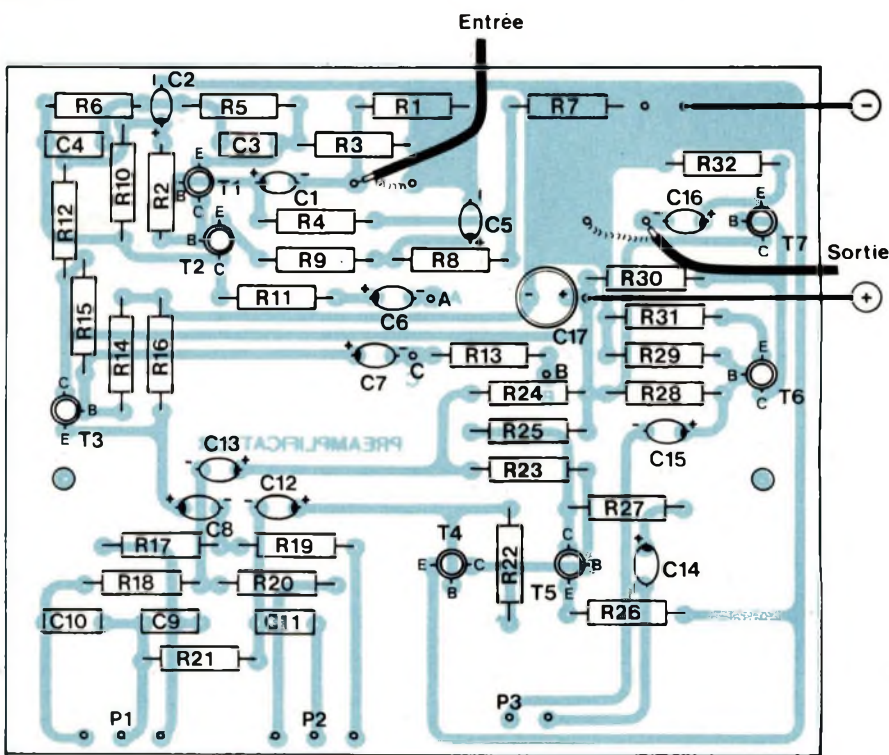 Entrée
C2
R6 R5 R1 R7 −
C4 C3 R3 R32
R10 R2 E
B T1 C1 C16 E
C B T7
R12 E R4 C5 C
B
T2 C R9 R8 Sortie
R30
R15 R11 C6 A C17 +
R31
R14 R16 C7 C R13 B R29 E
B
C R24 R28 C T6
B
E T3 R25 C15
C13 PREAMPLIFICAT
R23
C8 C12 R27
T4 C
R17 R19 E C R22 B C14
B T5 E
R18 R20 R26
C10 C9 C11
R21
P1 P2 P3